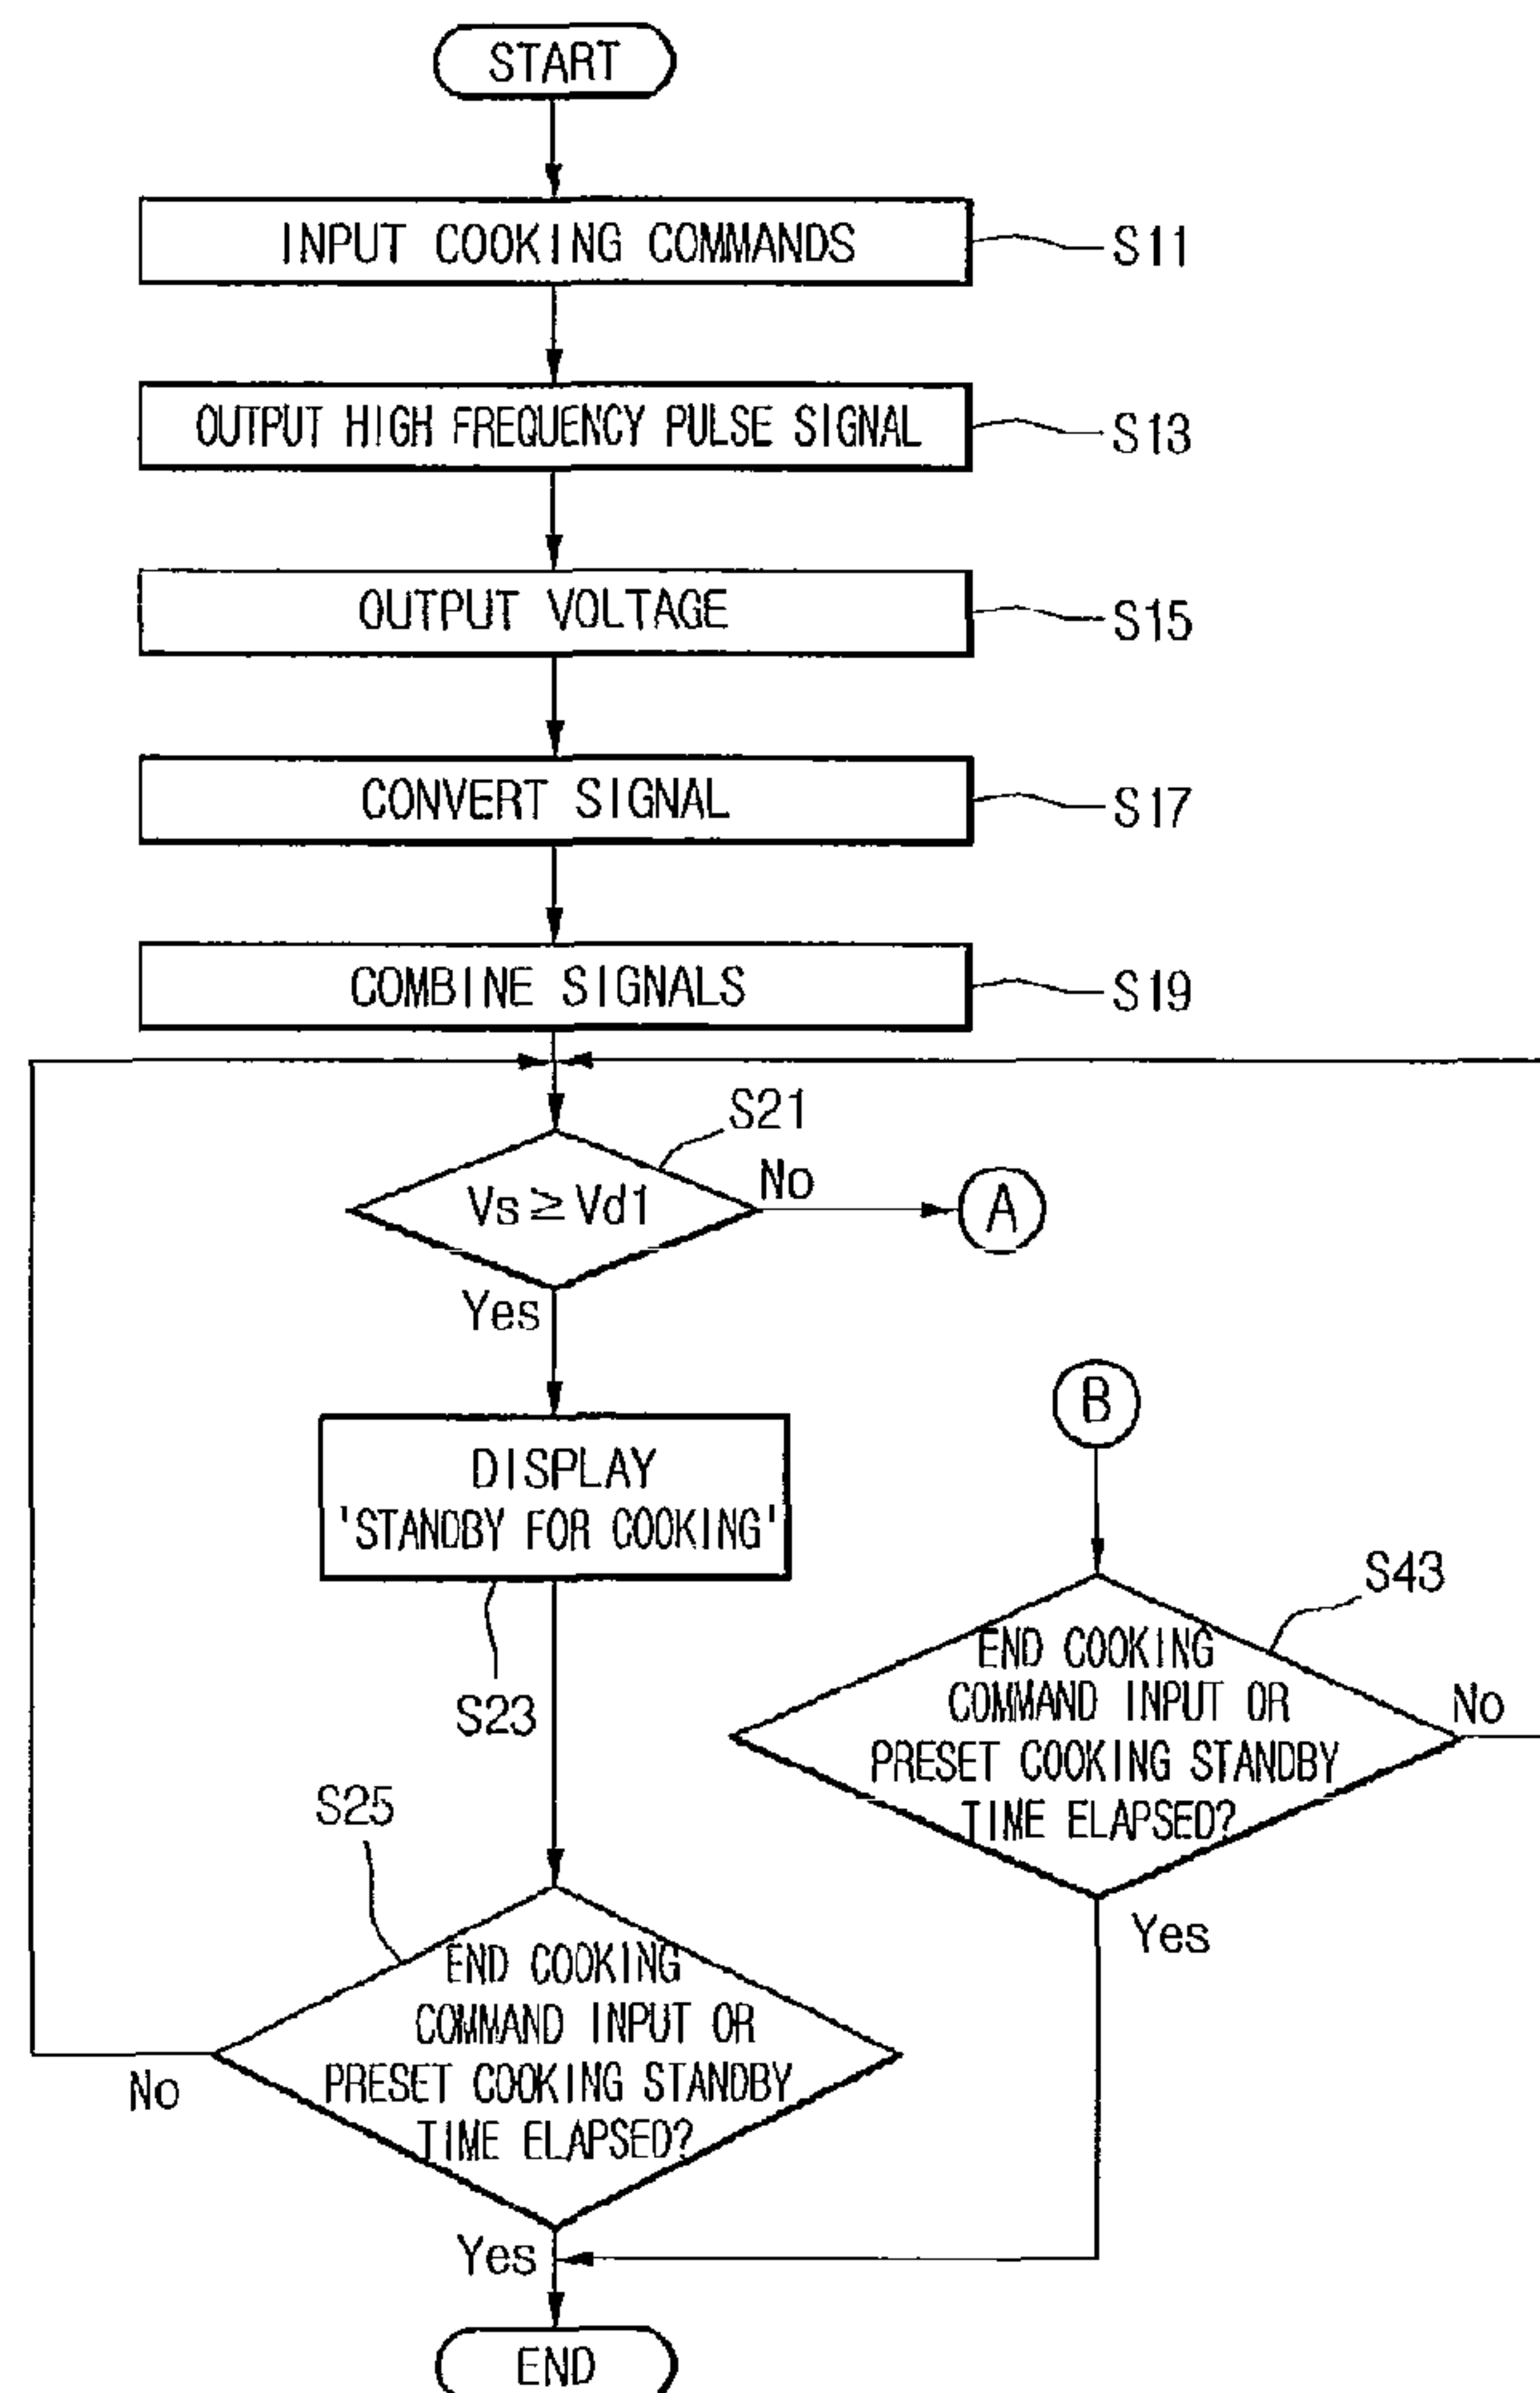 START
INPUT COOKING COMMANDS
S11
OUTPUT HIGH FREQUENCY PULSE SIGNAL
S13
OUTPUT VOLTAGE
S15
CONVERT SIGNAL
S17
COMBINE SIGNALS
S19
S21
Vs ≥ Vd1
No
A
Yes
DISPLAY
'STANDBY FOR COOKING'
S23
B
S43
END COOKING
COMMAND INPUT OR
PRESET COOKING STANDBY
TIME ELAPSED?
No
Yes
S25
END COOKING
COMMAND INPUT OR
PRESET COOKING STANDBY
TIME ELAPSED?
No
Yes
END